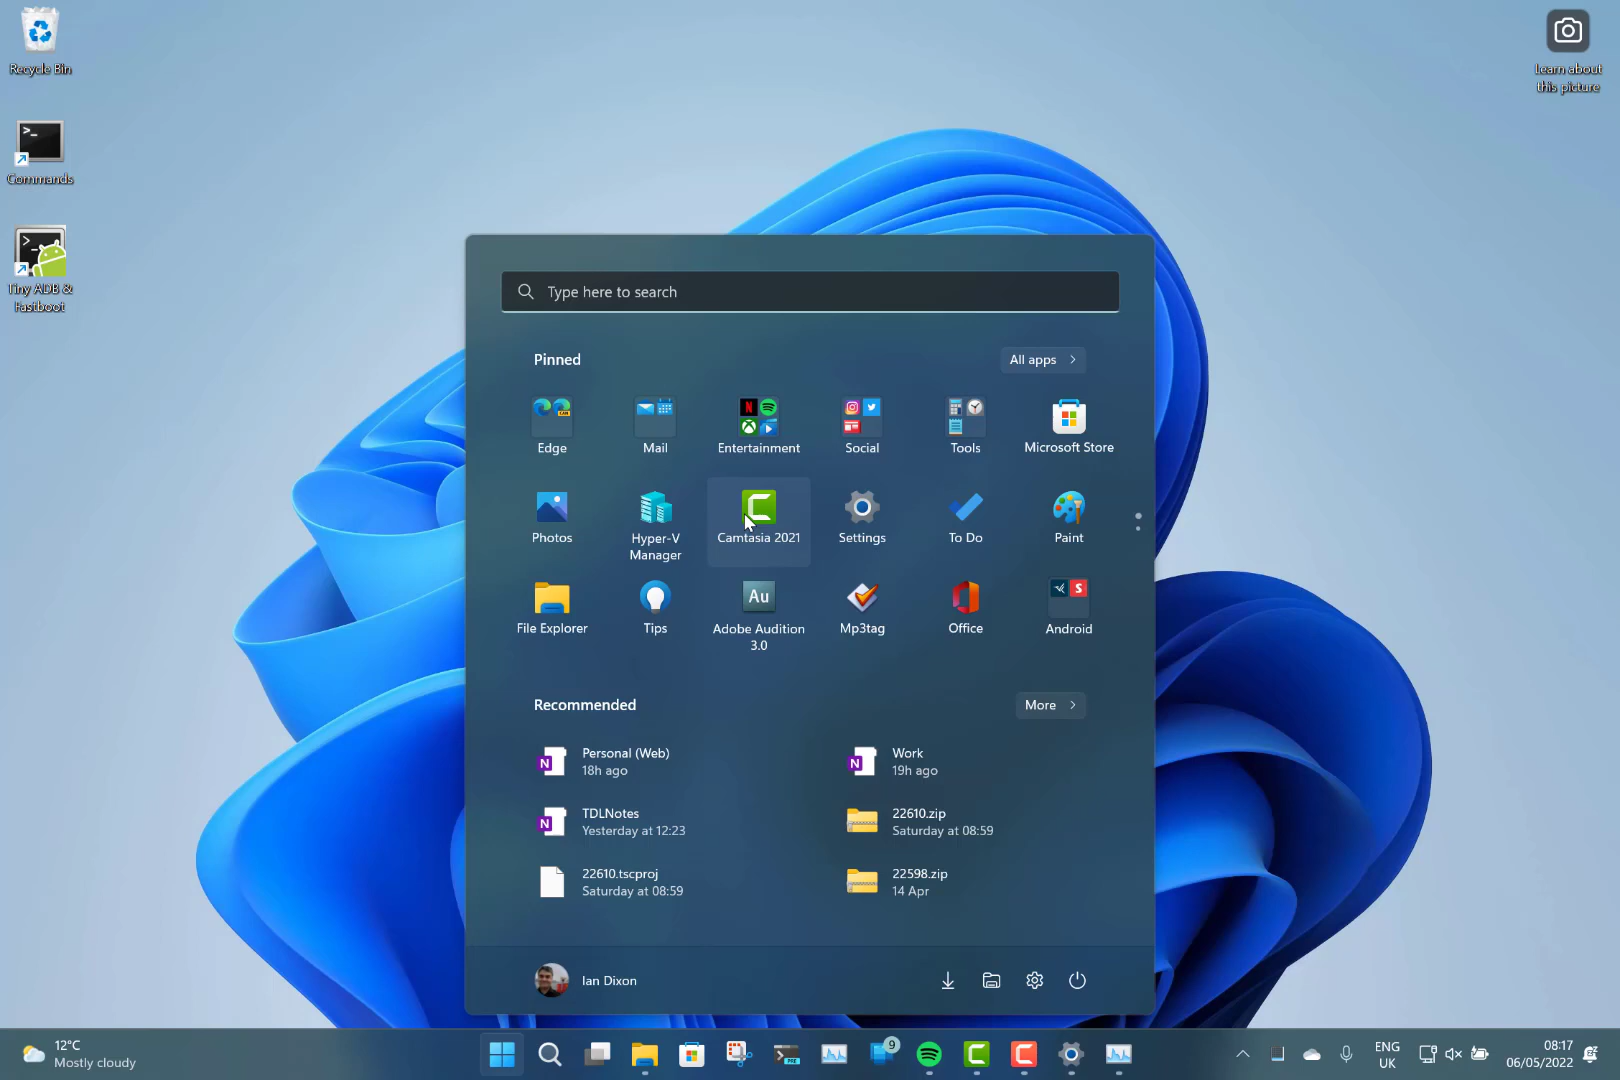 Recycle Bin
Commands
Tiny ADB &
Fastboot
Learn about
this picture
Type here to search
Pinned
All apps
Edge
Mail
Entertainment
Social
Tools
Microsoft Store
Photos
Hyper-V
Manager
Camtasia 2021
Settings
To Do
Paint
File Explorer
Tips
Au
Adobe Audition
3.0
Mp3tag
Office
Android
Recommended
More
Personal (Web)
18h ago
Work
19h ago
TDLNotes
Yesterday at 12:23
22610.zip
Saturday at 08:59
22610.tscproj
Saturday at 08:59
22598.zip
14 Apr
Ian Dixon
12°C
Mostly cloudy
PRE
9
ENG
UK
08:17
06/05/2022